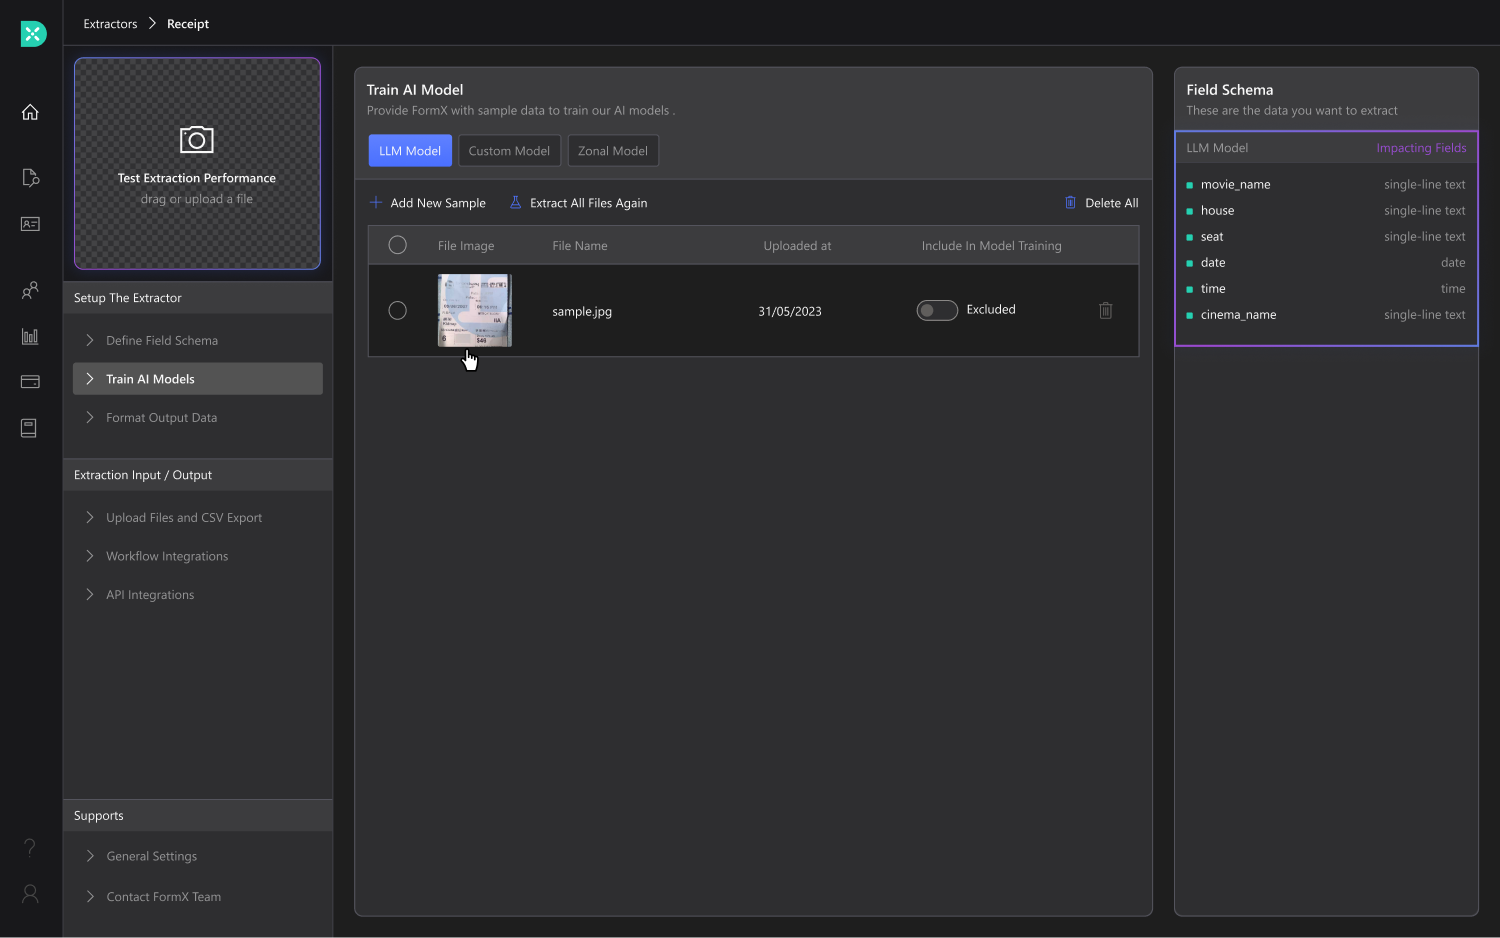 Extractors > Receipt
Test Extraction Performance
drag or upload a file
Setup The Extractor
Define Field Schema
Train AI Models
Format Output Data
Extraction Input / Output
Upload Files and CSV Export
Workflow Integrations
API Integrations
Supports
General Settings
Contact FormX Team
Train AI Model
Provide FormX with sample data to train our AI models .
LLM Model Custom Model Zonal Model
Add New Sample Extract All Files Again Delete All
File Image File Name Uploaded at Include In Model Training
sample.jpg 31/05/2023 Excluded
Field Schema
These are the data you want to extract
LLM Model Impacting Fields
movie_name single-line text
house single-line text
seat single-line text
date date
time time
cinema_name single-line text